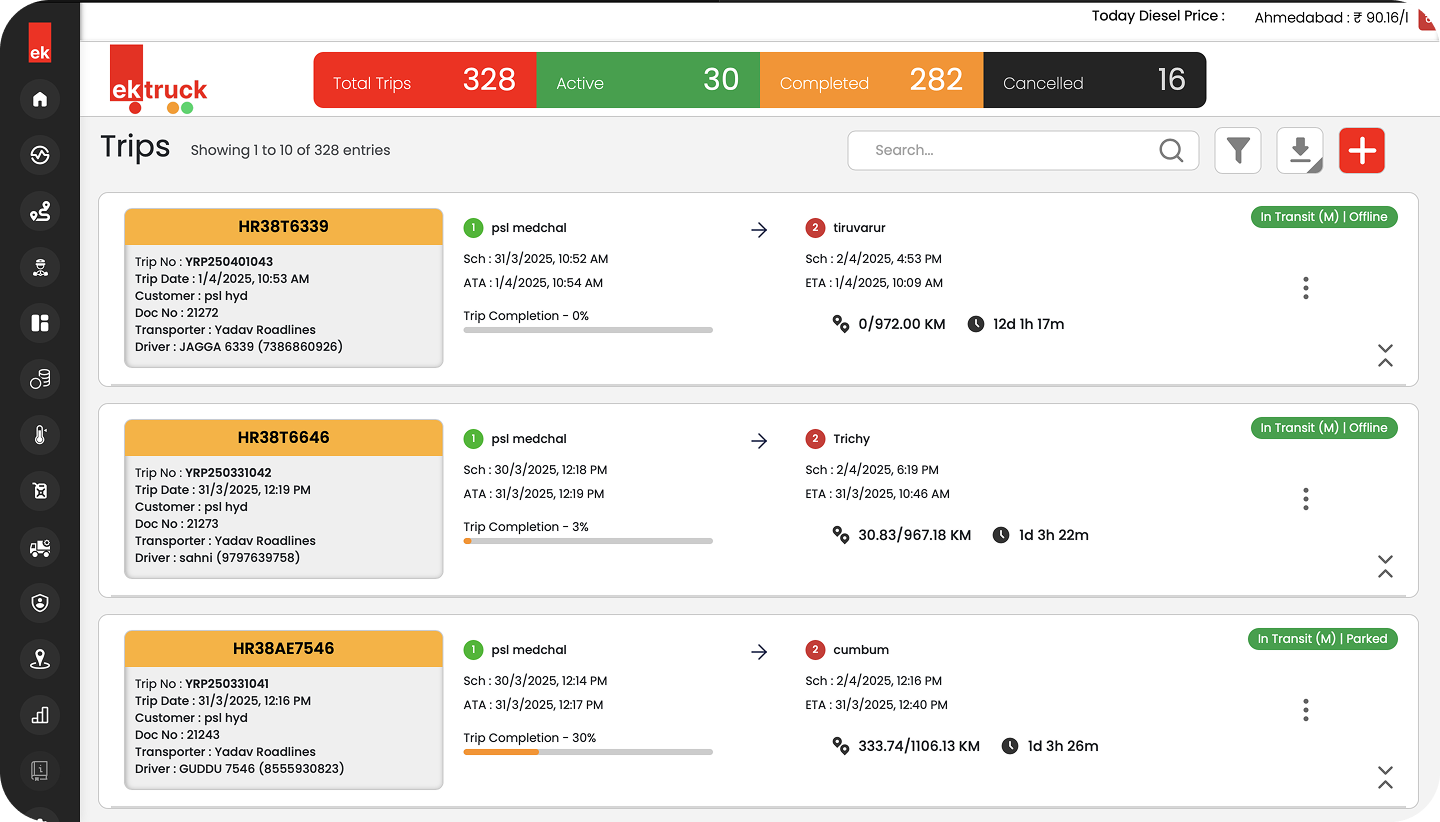 Today Diesel Price :
Ahmedabad : ₹ 90.16/l
ek
ektruck
Total Trips 328
Active 30
Completed 282
Cancelled 16
Trips
Showing 1 to 10 of 328 entries
Search...
HR38T6339
Trip No : YRP250401043
Trip Date : 1/4/2025, 10:53 AM
Customer : psl hyd
Doc No : 21272
Transporter : Yadav Roadlines
Driver : JAGGA 6339 (7386860926)
1 psl medchal
Sch : 31/3/2025, 10:52 AM
ATA : 1/4/2025, 10:54 AM
Trip Completion - 0%
2 tiruvarur
Sch : 2/4/2025, 4:53 PM
ETA : 1/4/2025, 10:09 AM
0/972.00 KM 12d 1h 17m
In Transit (M) | Offline
HR38T6646
Trip No : YRP250331042
Trip Date : 31/3/2025, 12:19 PM
Customer : psl hyd
Doc No : 21273
Transporter : Yadav Roadlines
Driver : sahni (9797639758)
1 psl medchal
Sch : 30/3/2025, 12:18 PM
ATA : 31/3/2025, 12:19 PM
Trip Completion - 3%
2 Trichy
Sch : 2/4/2025, 6:19 PM
ETA : 31/3/2025, 10:46 AM
30.83/967.18 KM 1d 3h 22m
In Transit (M) | Offline
HR38AE7546
Trip No : YRP250331041
Trip Date : 31/3/2025, 12:16 PM
Customer : psl hyd
Doc No : 21243
Transporter : Yadav Roadlines
Driver : GUDDU 7546 (8555930823)
1 psl medchal
Sch : 30/3/2025, 12:14 PM
ATA : 31/3/2025, 12:17 PM
Trip Completion - 30%
2 cumbum
Sch : 2/4/2025, 12:16 PM
ETA : 31/3/2025, 12:40 PM
333.74/1106.13 KM 1d 3h 26m
In Transit (M) | Parked